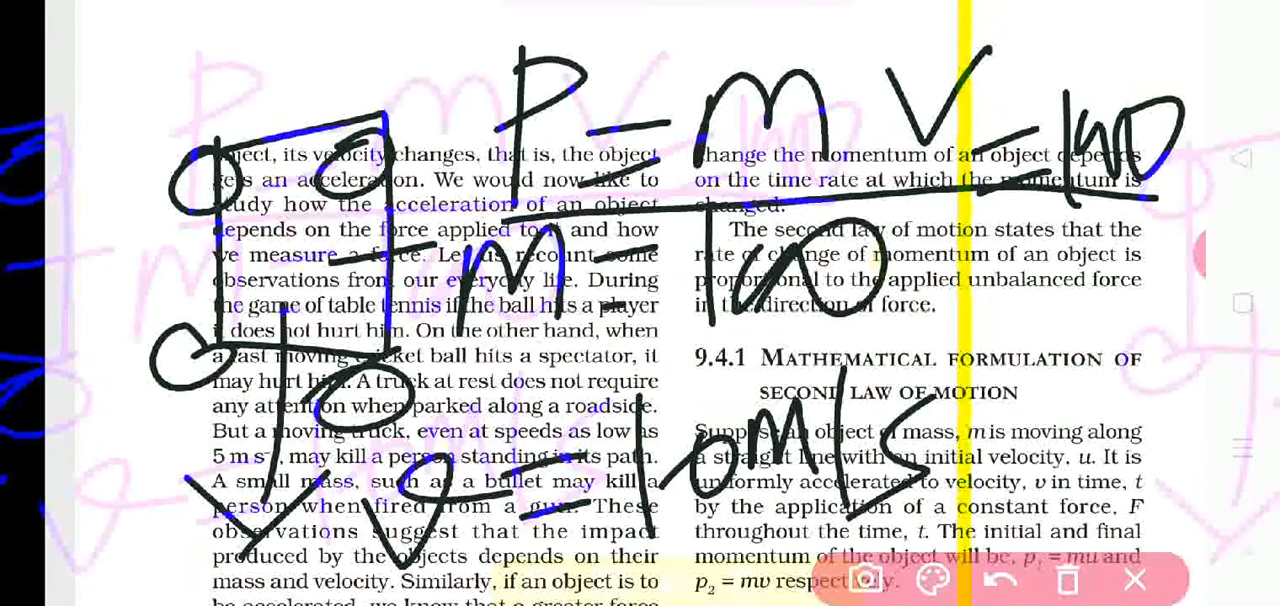 P = m v = 100
m = 100
v = 10m/s
object, its velocity changes, that is, the object
gets an acceleration. We would now like to
study how the acceleration of an object
depends on the force applied to it and how
we measure a force. Let us recount some
observations from our everyday life. During
the game of table tennis if the ball hits a player
it does not hurt him. On the other hand, when
a fast moving cricket ball hits a spectator, it
may hurt him. A truck at rest does not require
any attention when parked along a roadside.
But a moving truck, even at speeds as low as
5 m s⁻¹, may kill a person standing in its path.
A small mass, such as a bullet may kill a
person when fired from a gun. These
observations suggest that the impact
produced by the objects depends on their
mass and velocity. Similarly, if an object is to
be accelerated, we know that a greater force
change the momentum of an object depends
on the time rate at which the momentum is
changed.
The second law of motion states that the
rate of change of momentum of an object is
proportional to the applied unbalanced force
in the direction of force.
9.4.1 MATHEMATICAL FORMULATION OF
SECOND LAW OF MOTION
Suppose an object of mass, m is moving along
a straight line with an initial velocity, u. It is
uniformly accelerated to velocity, v in time, t
by the application of a constant force, F
throughout the time, t. The initial and final
momentum of the object will be, p₁ = mu and
p₂ = mv respectively.